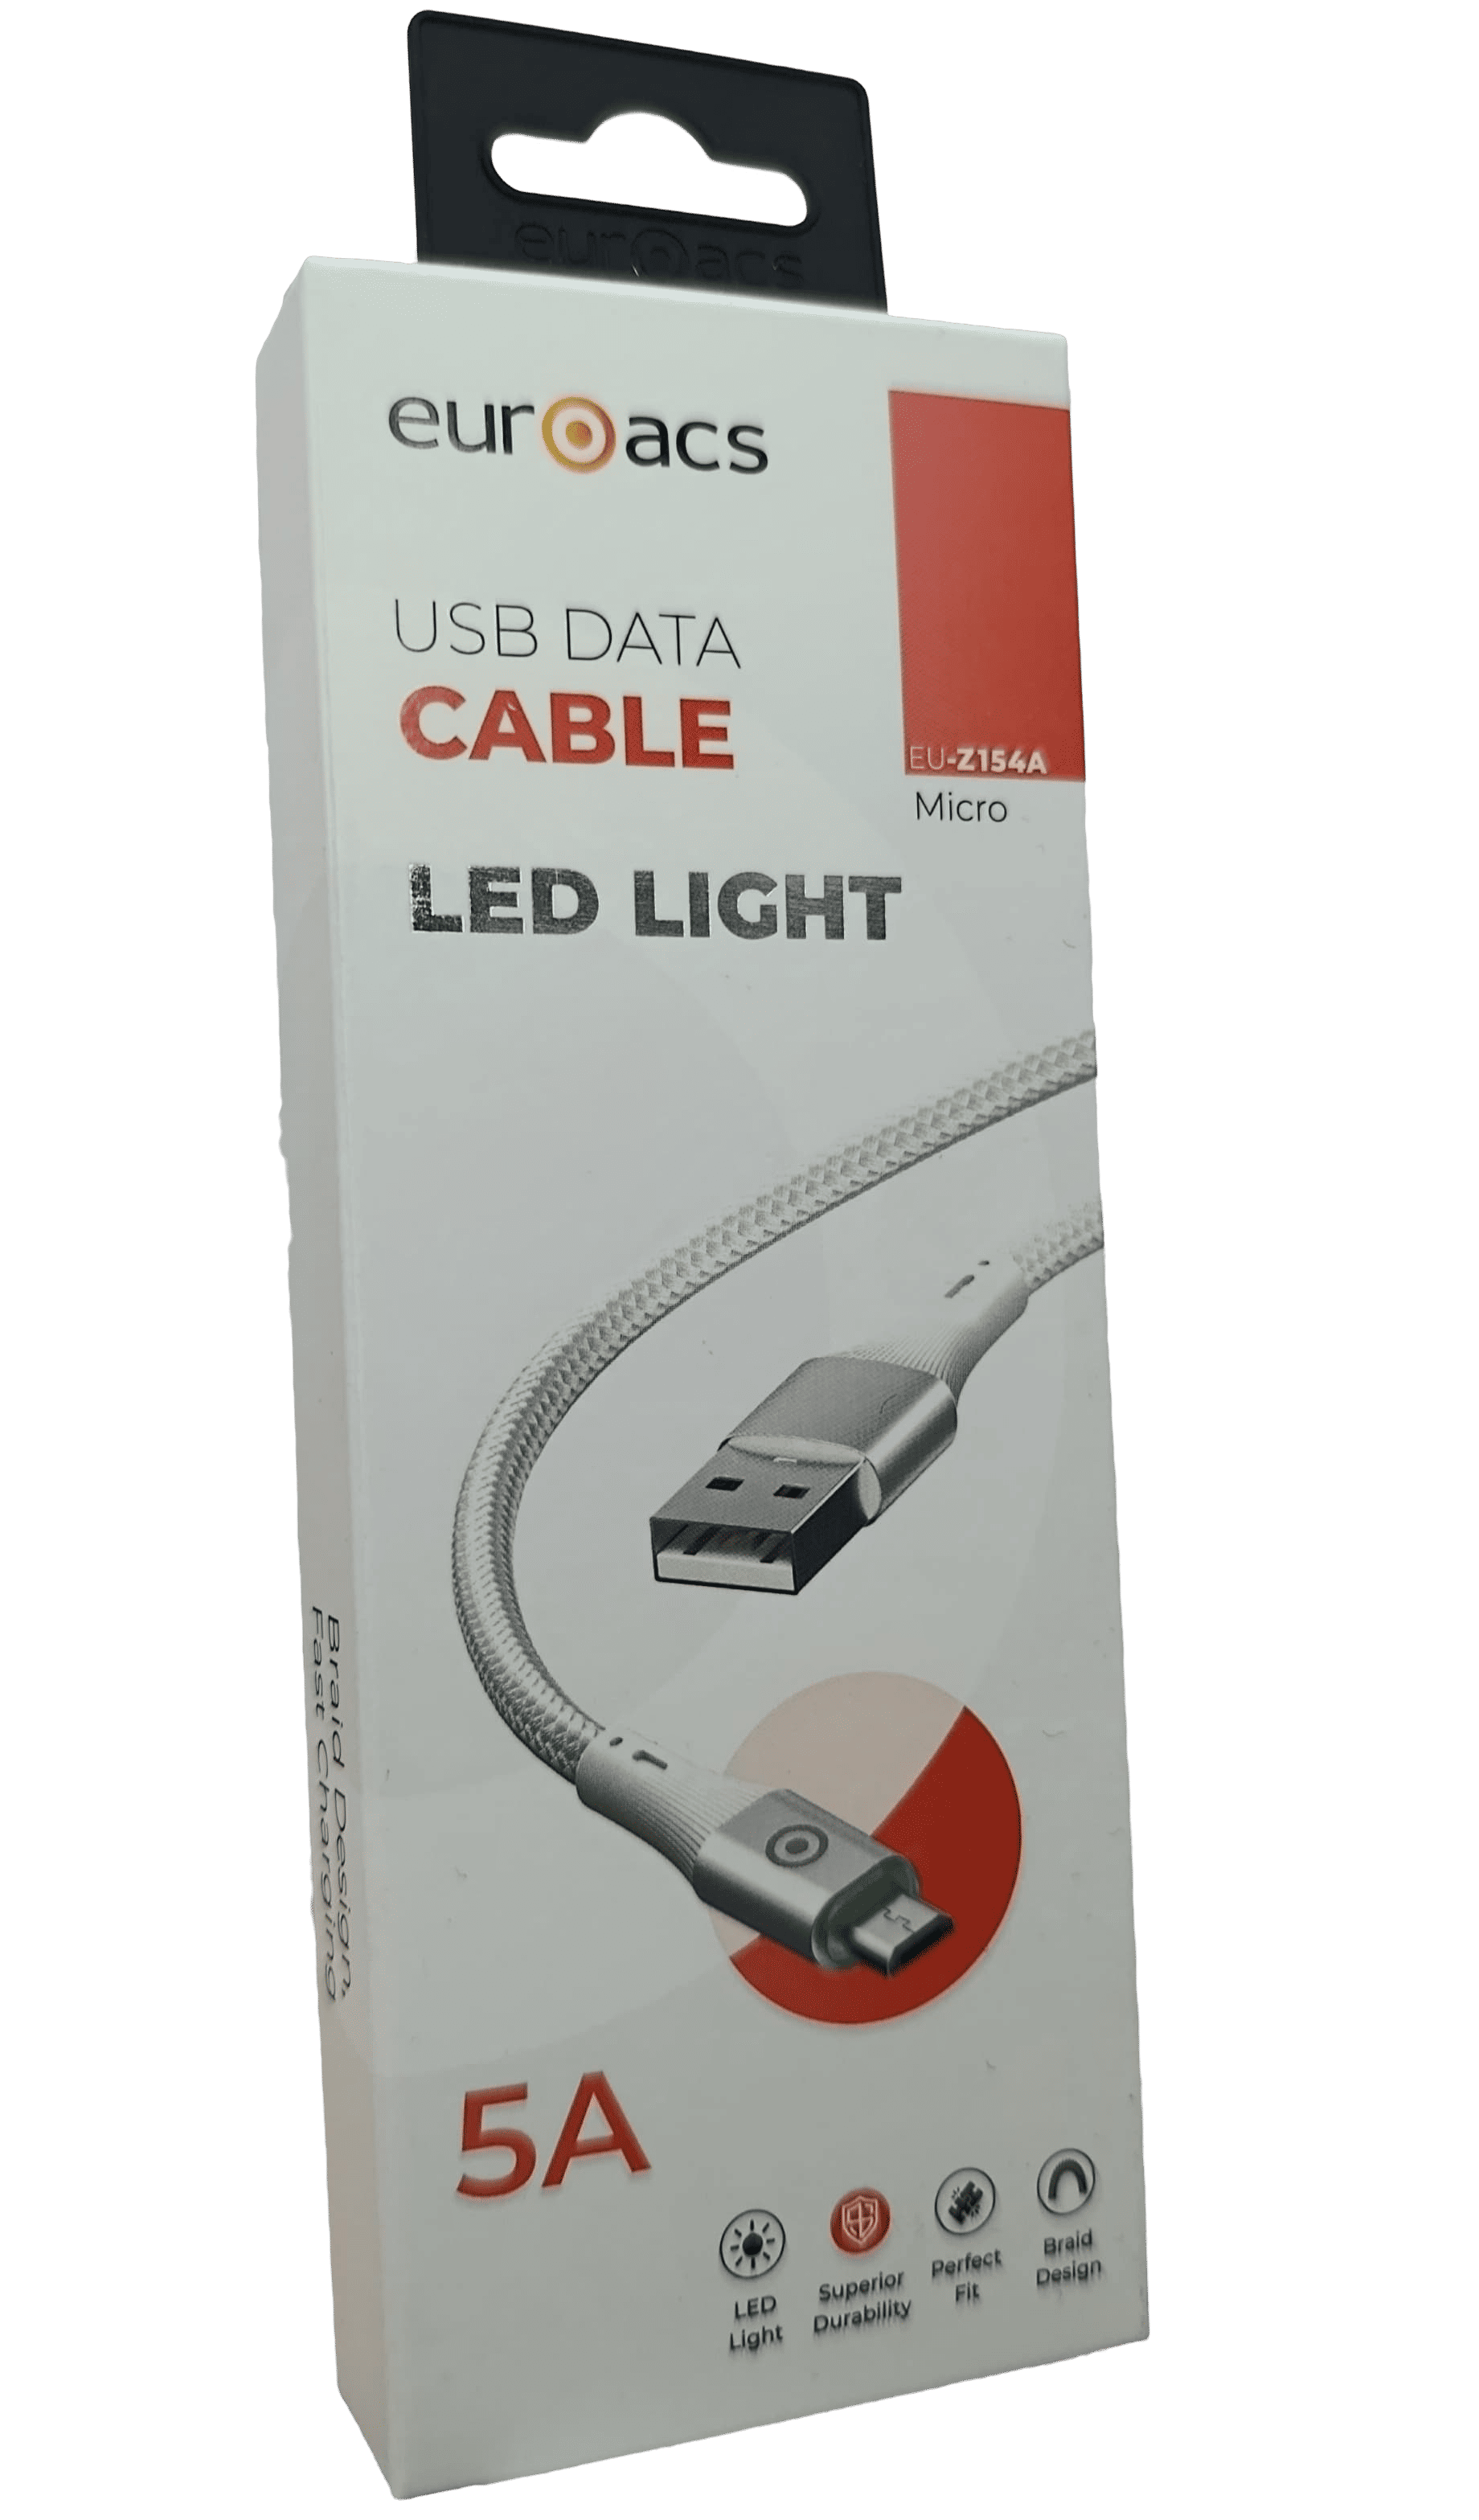 euroacs
euroacs
USB DATA
CABLE
EU-Z154A
Micro
LED LIGHT
Braid Design,
Fast Charging
5A
LED
Light
Superior
Durability
Perfect
Fit
Braid
Design